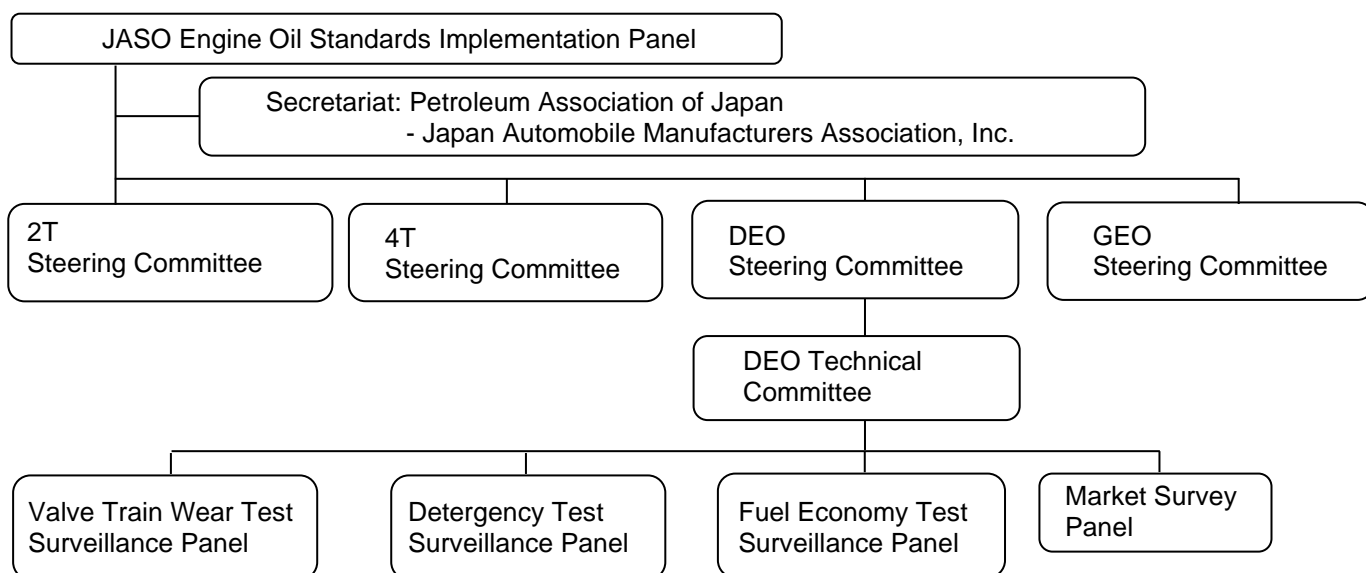 JASO Engine Oil Standards Implementation Panel
Secretariat: Petroleum Association of Japan
- Japan Automobile Manufacturers Association, Inc.
2T
Steering Committee
4T
Steering Committee
DEO
Steering Committee
GEO
Steering Committee
DEO Technical
Committee
Valve Train Wear Test
Surveillance Panel
Detergency Test
Surveillance Panel
Fuel Economy Test
Surveillance Panel
Market Survey
Panel